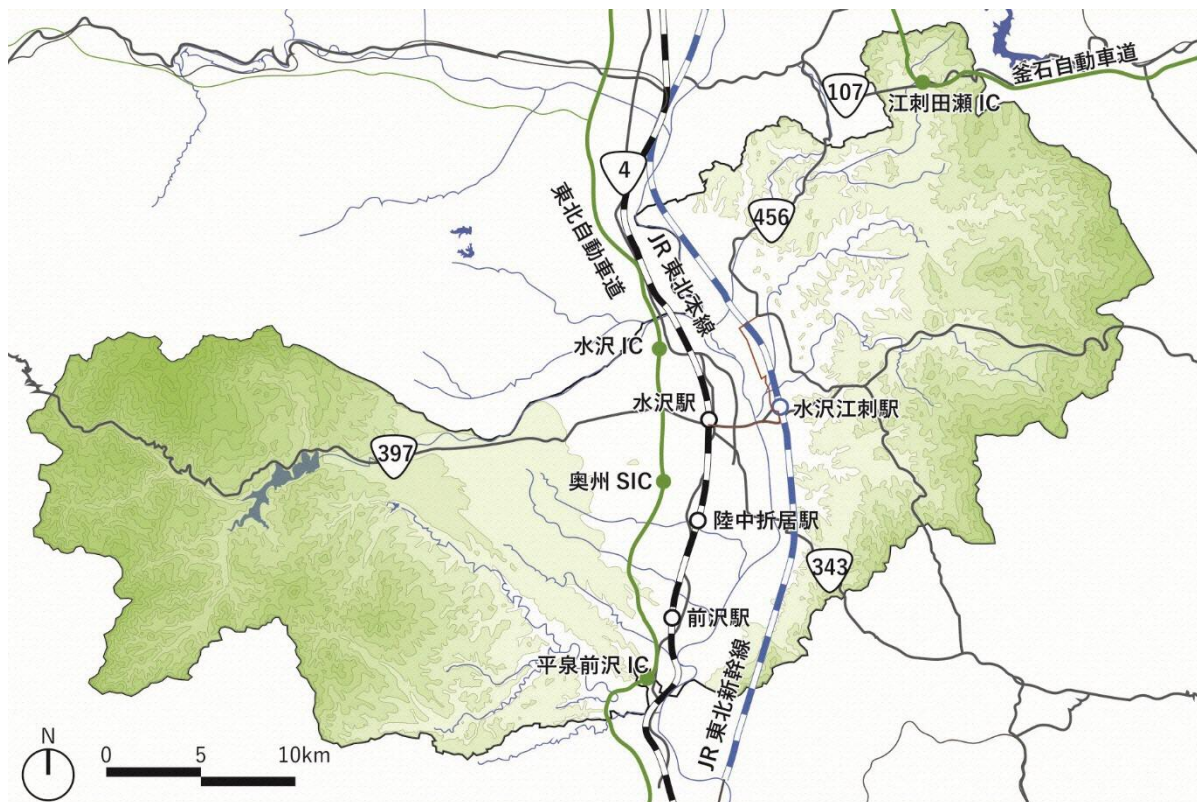 釜石自動車道
107
江刺田瀬 IC
4
456
東北自動車道
JR 東北本線
水沢 IC
水沢駅
水沢江刺駅
397
奥州 SIC
陸中折居駅
343
前沢駅
平泉前沢 IC
JR 東北新幹線
N
0 5 10km